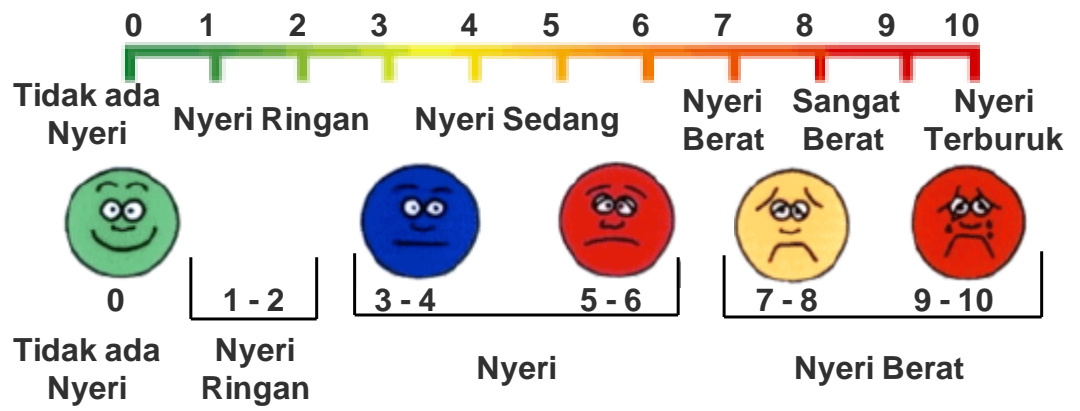 0 1 2 3 4 5 6 7 8 9 10
Tidak ada
Nyeri
Nyeri Ringan
Nyeri Sedang
Nyeri
Berat
Sangat
Berat
Nyeri
Terburuk
0
1 - 2
3 - 4
5 - 6
7 - 8
9 - 10
Tidak ada
Nyeri
Nyeri
Ringan
Nyeri
Nyeri Berat